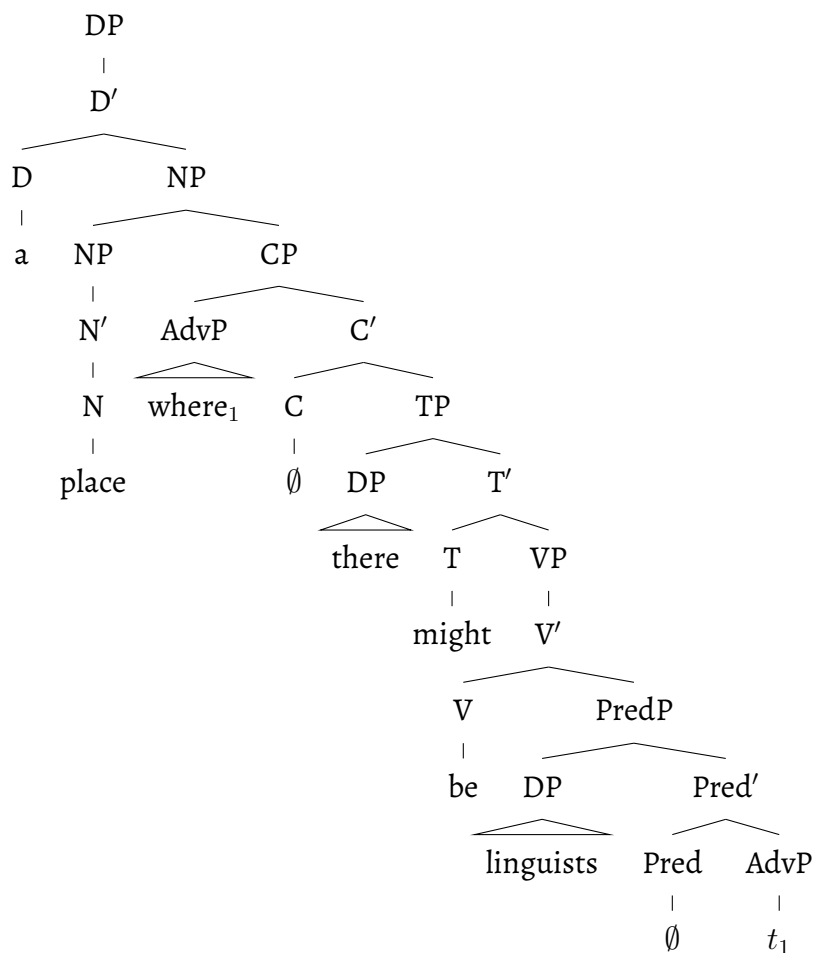 DP
D′
D NP
a NP CP
N′ AdvP C′
N where₁ C TP
place ∅ DP T′
there T VP
might V′
V PredP
be DP Pred′
linguists Pred AdvP
∅ t₁